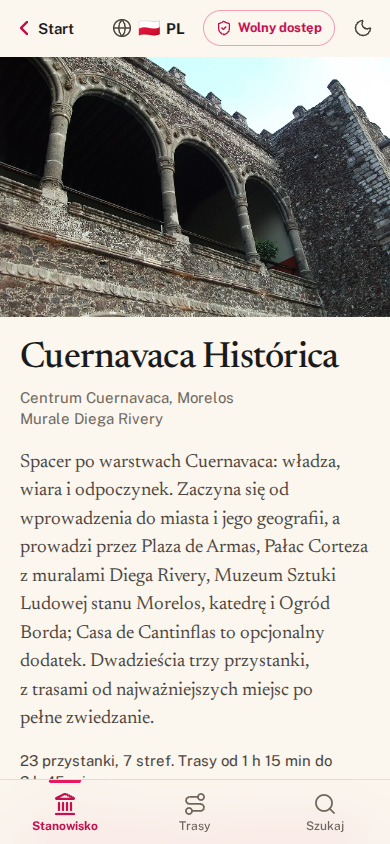 Start
PL
Wolny dostęp
Cuernavaca Histórica
Centrum Cuernavaca, Morelos
Murale Diega Rivery
Spacer po warstwach Cuernavaca: władza,
wiara i odpoczynek. Zaczyna się od
wprowadzenia do miasta i jego geografii, a
prowadzi przez Plaza de Armas, Pałac Corteza
z muralami Diega Rivery, Muzeum Sztuki
Ludowej stanu Morelos, katedrę i Ogród
Borda; Casa de Cantinflas to opcjonalny
dodatek. Dwadzieścia trzy przystanki,
z trasami od najważniejszych miejsc po
pełne zwiedzanie.
23 przystanki, 7 stref. Trasy od 1 h 15 min do
Stanowisko
Trasy
Szukaj